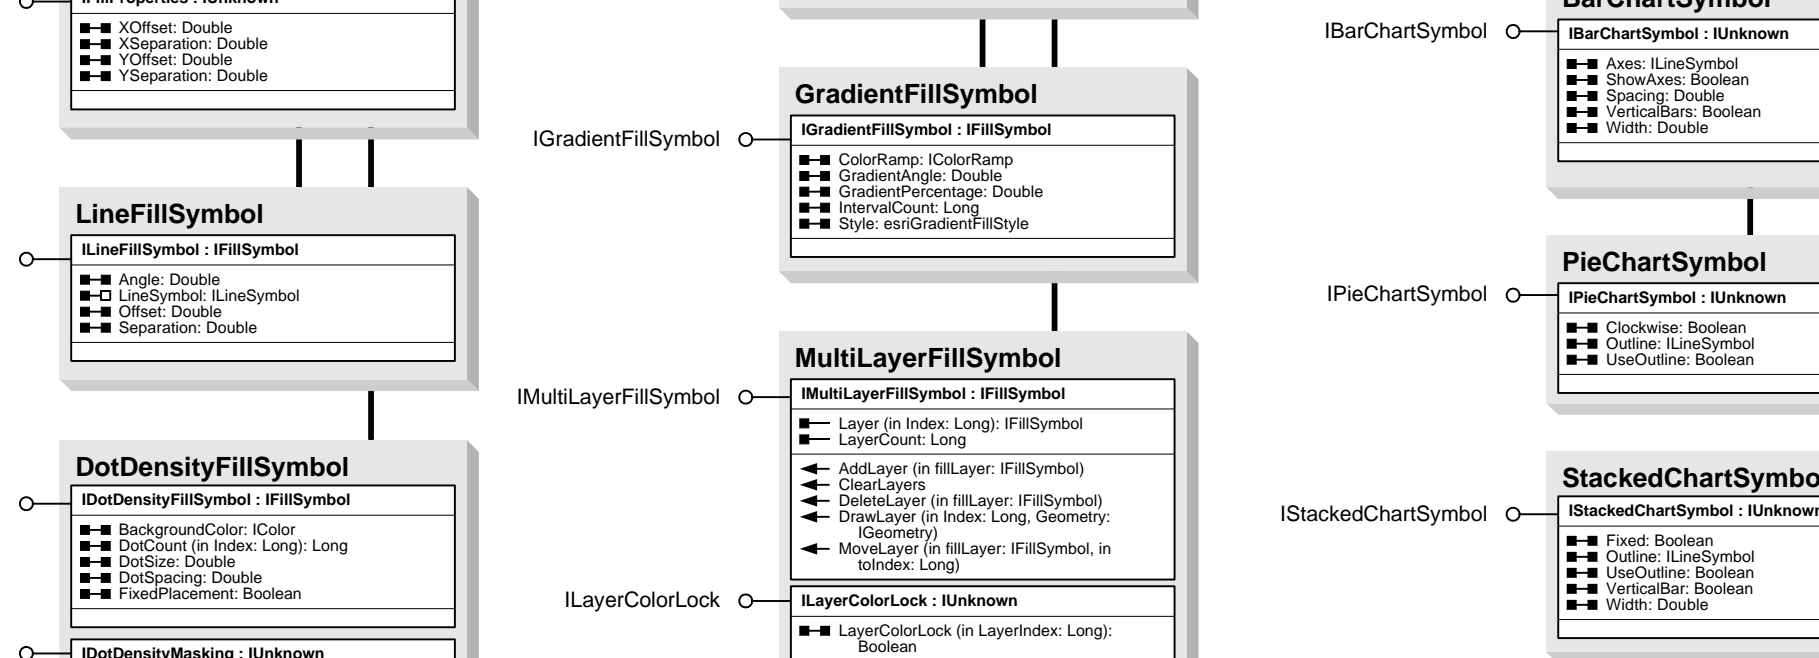 IFillProperties : IUnknown
XOffset: Double
XSeparation: Double
YOffset: Double
YSeparation: Double
LineFillSymbol
ILineFillSymbol : IFillSymbol
Angle: Double
LineSymbol: ILineSymbol
Offset: Double
Separation: Double
DotDensityFillSymbol
IDotDensityFillSymbol : IFillSymbol
BackgroundColor: IColor
DotCount (in Index: Long): Long
DotSize: Double
DotSpacing: Double
FixedPlacement: Boolean
IDotDensityMasking : IUnknown
GradientFillSymbol
IGradientFillSymbol
IGradientFillSymbol : IFillSymbol
ColorRamp: IColorRamp
GradientAngle: Double
GradientPercentage: Double
IntervalCount: Long
Style: esriGradientFillStyle
MultiLayerFillSymbol
IMultiLayerFillSymbol
IMultiLayerFillSymbol : IFillSymbol
Layer (in Index: Long): IFillSymbol
LayerCount: Long
AddLayer (in fillLayer: IFillSymbol)
ClearLayers
DeleteLayer (in fillLayer: IFillSymbol)
DrawLayer (in Index: Long, Geometry:
IGeometry)
MoveLayer (in fillLayer: IFillSymbol, in
toIndex: Long)
ILayerColorLock
ILayerColorLock : IUnknown
LayerColorLock (in LayerIndex: Long):
Boolean
BarChartSymbol
IBarChartSymbol
IBarChartSymbol : IUnknown
Axes: ILineSymbol
ShowAxes: Boolean
Spacing: Double
VerticalBars: Boolean
Width: Double
PieChartSymbol
IPieChartSymbol
IPieChartSymbol : IUnknown
Clockwise: Boolean
Outline: ILineSymbol
UseOutline: Boolean
StackedChartSymbo
IStackedChartSymbol
IStackedChartSymbol : IUnknown
Fixed: Boolean
Outline: ILineSymbol
UseOutline: Boolean
VerticalBar: Boolean
Width: Double